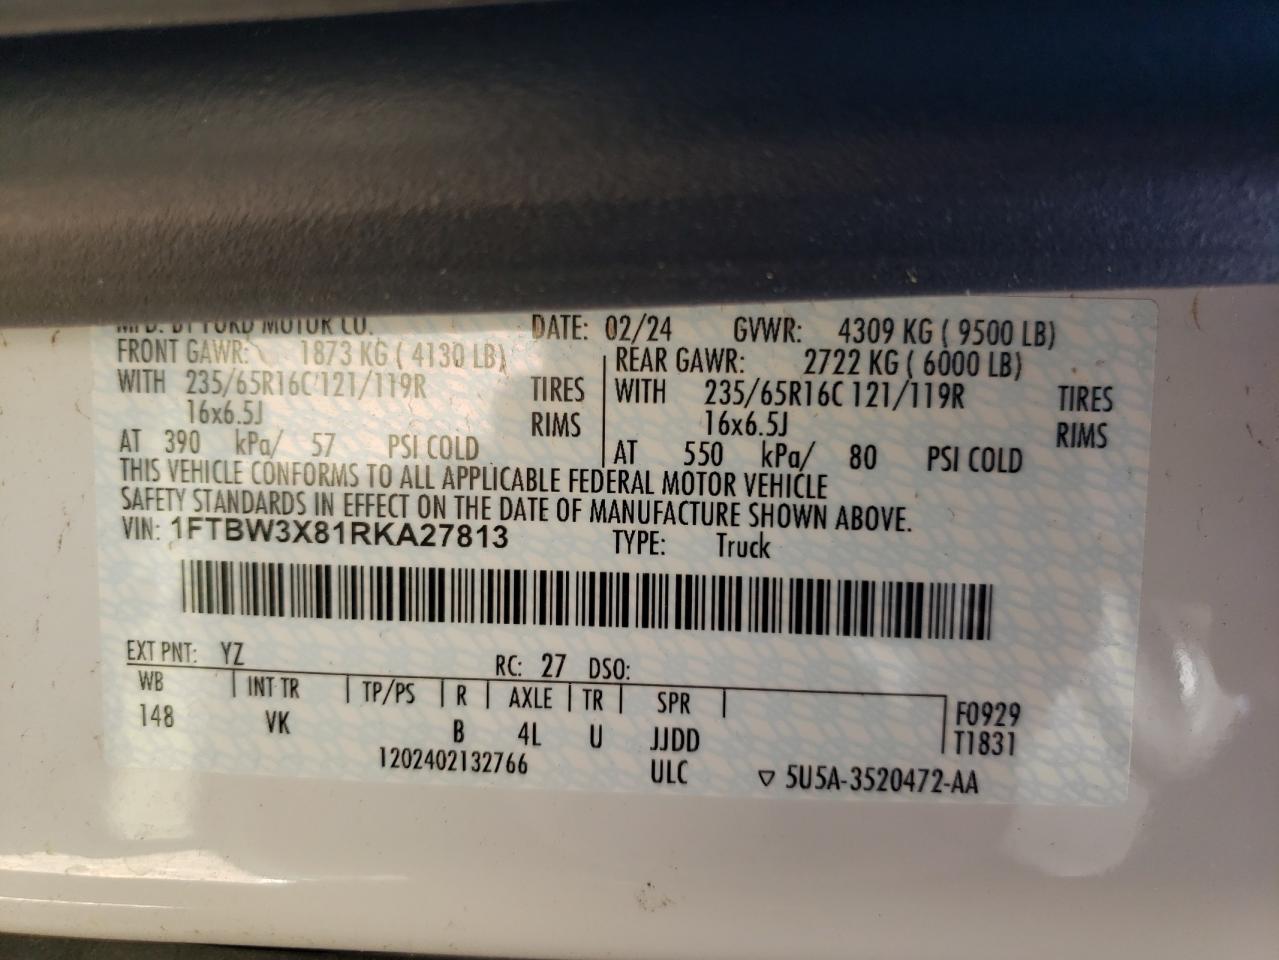 MFD. BY FORD MOTOR CO. DATE: 02/24 GVWR: 4309 KG ( 9500 LB)
FRONT GAWR: 1873 KG ( 4130 LB) REAR GAWR: 2722 KG ( 6000 LB)
WITH 235/65R16C 121/119R TIRES WITH 235/65R16C 121/119R TIRES
16x6.5J RIMS 16x6.5J RIMS
AT 390 kPa/ 57 PSI COLD AT 550 kPa/ 80 PSI COLD
THIS VEHICLE CONFORMS TO ALL APPLICABLE FEDERAL MOTOR VEHICLE
SAFETY STANDARDS IN EFFECT ON THE DATE OF MANUFACTURE SHOWN ABOVE.
VIN: 1FTBW3X81RKA27813 TYPE: Truck
EXT PNT: YZ RC: 27 DSO:
WB INT TR TP/PS R AXLE TR SPR F0929
148 VK B 4L U JJDD T1831
1202402132766 ULC ▽ 5U5A-3520472-AA